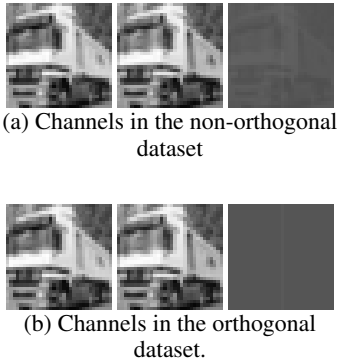 (a) Channels in the non-orthogonal
dataset
(b) Channels in the orthogonal
dataset.